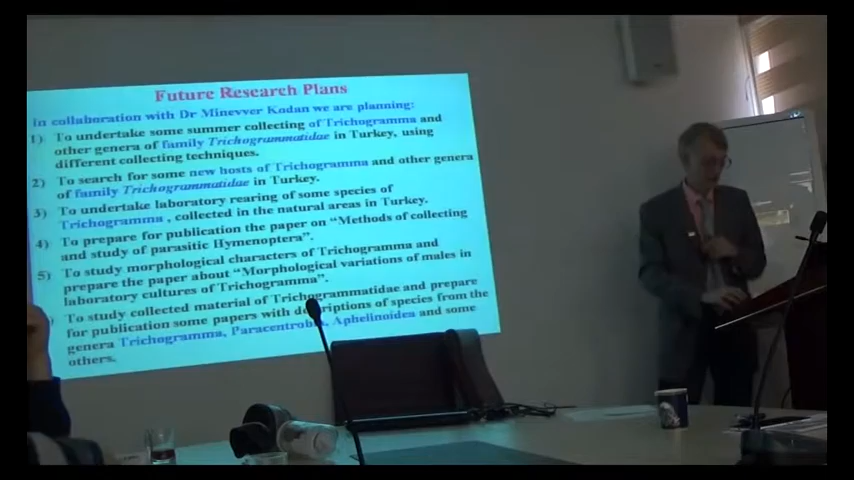 Future Research Plans
In collaboration with Dr Minevver Kodan we are planning:
1) To undertake some summer collecting of Trichogramma and
other genera of family Trichogrammatidae in Turkey, using
different collecting techniques.
2) To search for some new hosts of Trichogramma and other genera
of family Trichogrammatidae in Turkey.
3) To undertake laboratory rearing of some species of
Trichogramma , collected in the natural areas in Turkey.
4) To prepare for publication the paper on “Methods of collecting
and study of parasitic Hymenoptera”.
5) To study morphological characters of Trichogramma and
prepare the paper about “Morphological variations of males in
laboratory cultures of Trichogramma”.
To study collected material of Trichogrammatidae and prepare
for publication some papers with descriptions of species from the
genera Trichogramma, Paracentrobia, Aphelinoidea and some
others.